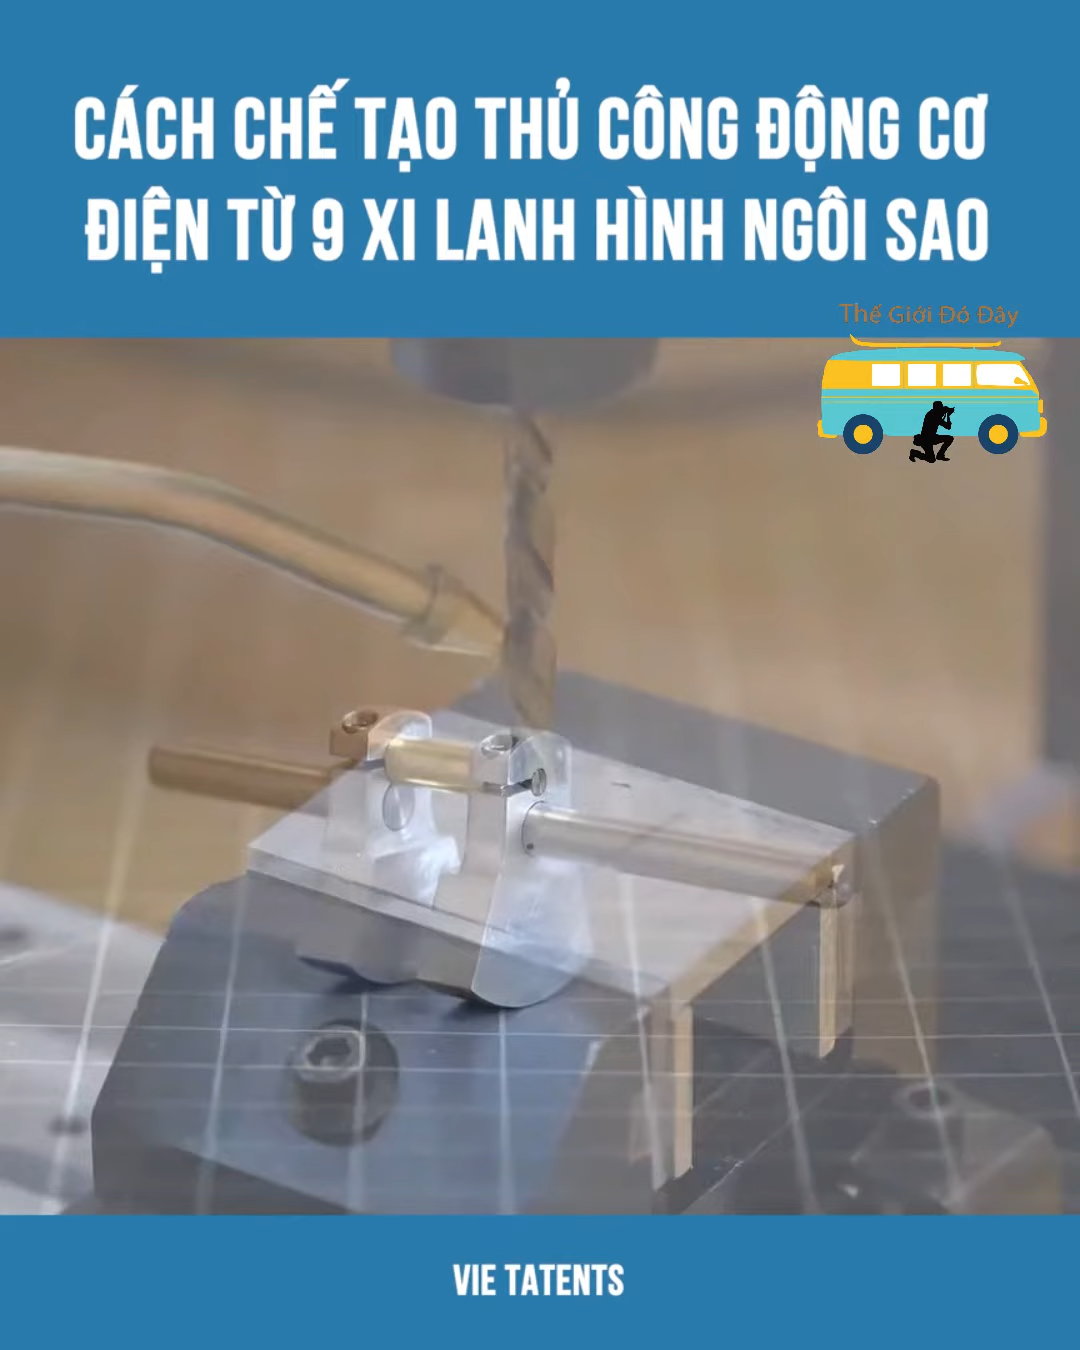 CÁCH CHẾ TẠO THỦ CÔNG ĐỘNG CƠ
ĐIỆN TỪ 9 XI LANH HÌNH NGÔI SAO
Thế Giới Đó Đây
VIE TATENTS